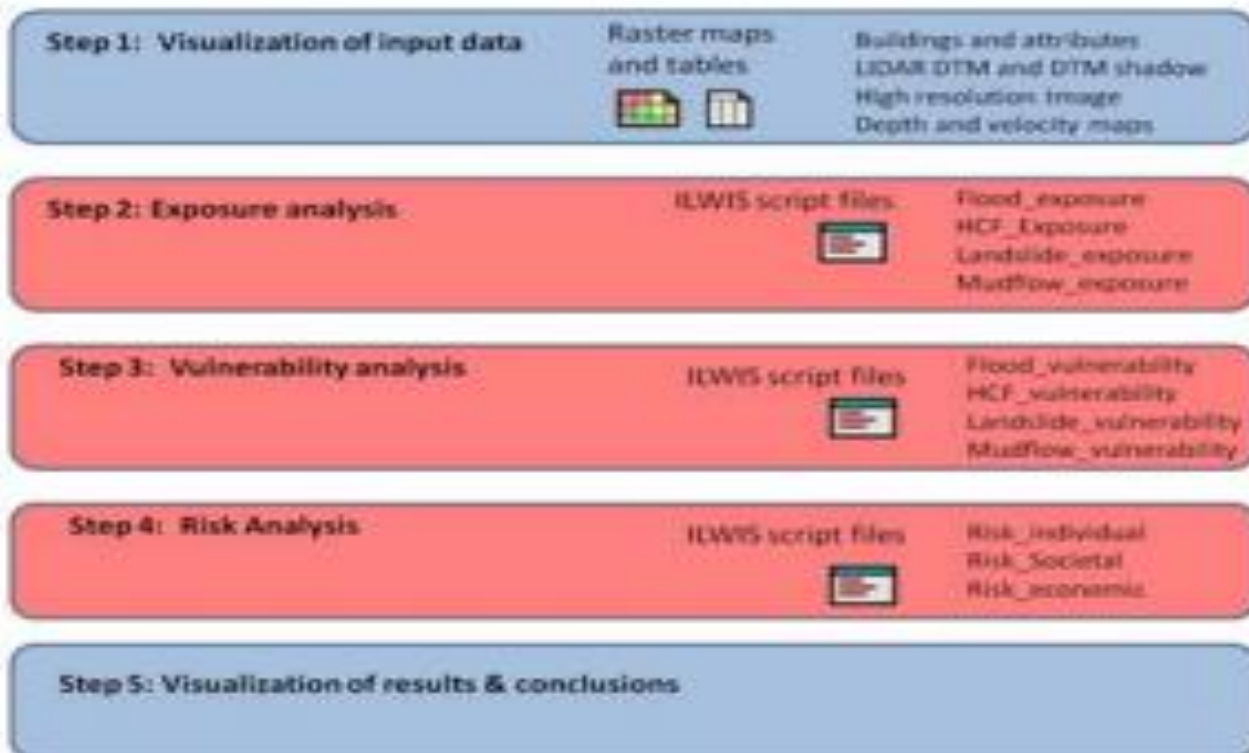 Step 1: Visualization of input data
Raster maps
and tables
Buildings and attributes
LIDAR DTM and DTM shadow
High resolution Image
Depth and velocity maps
Step 2: Exposure analysis
ILWIS script files
Flood_exposure
HCF_Exposure
Landslide_exposure
Mudflow_exposure
Step 3: Vulnerability analysis
ILWIS script files
Flood_vulnerability
HCF_vulnerability
Landslide_vulnerability
Mudflow_vulnerability
Step 4: Risk Analysis
ILWIS script files
Risk_individual
Risk_Societal
Risk_economic
Step 5: Visualization of results & conclusions